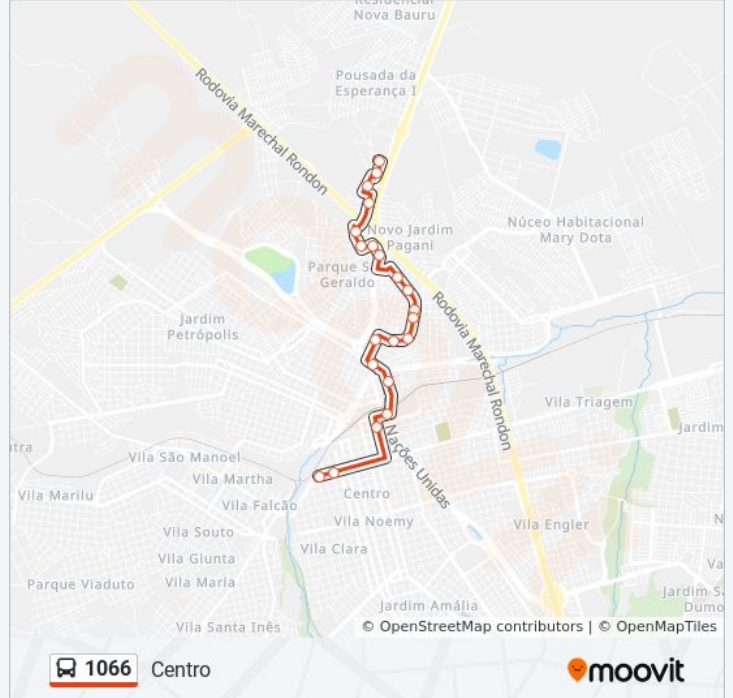 Residencial
Nova Bauru
Pousada da
Esperança I
Rodovia Marechal Rondon
Novo Jardim
Pagani
Núceo Habitacional
Mary Dota
Parque S
Geraldo
Jardim
Petrópolis
Rodovia Marechal Rondon
Vila Triagem
Jardim
Nações Unidas
itra
Vila São Manoel
Vila Martha
Vila Marilu
Vila Falcão
Centro
Vila Noemy
Vila Engler
N
Vila Souto
Vila Clara
Vila Giunta
Va
Parque Viaduto
Vila Maria
Jardim Sa
Dumo
Jardim Amália
Vila Santa Inês
© OpenStreetMap contributors | © OpenMapTiles
1066 Centro
moovit